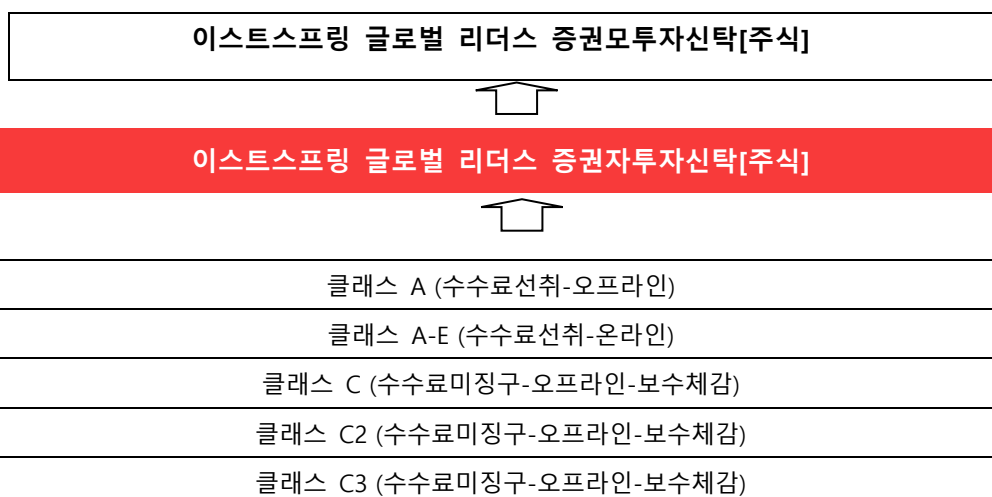 이스트스프링 글로벌 리더스 증권모투자신탁[주식]
이스트스프링 글로벌 리더스 증권자투자신탁[주식]
클래스 A (수수료선취-오프라인)
클래스 A-E (수수료선취-온라인)
클래스 C (수수료미징구-오프라인-보수체감)
클래스 C2 (수수료미징구-오프라인-보수체감)
클래스 C3 (수수료미징구-오프라인-보수체감)